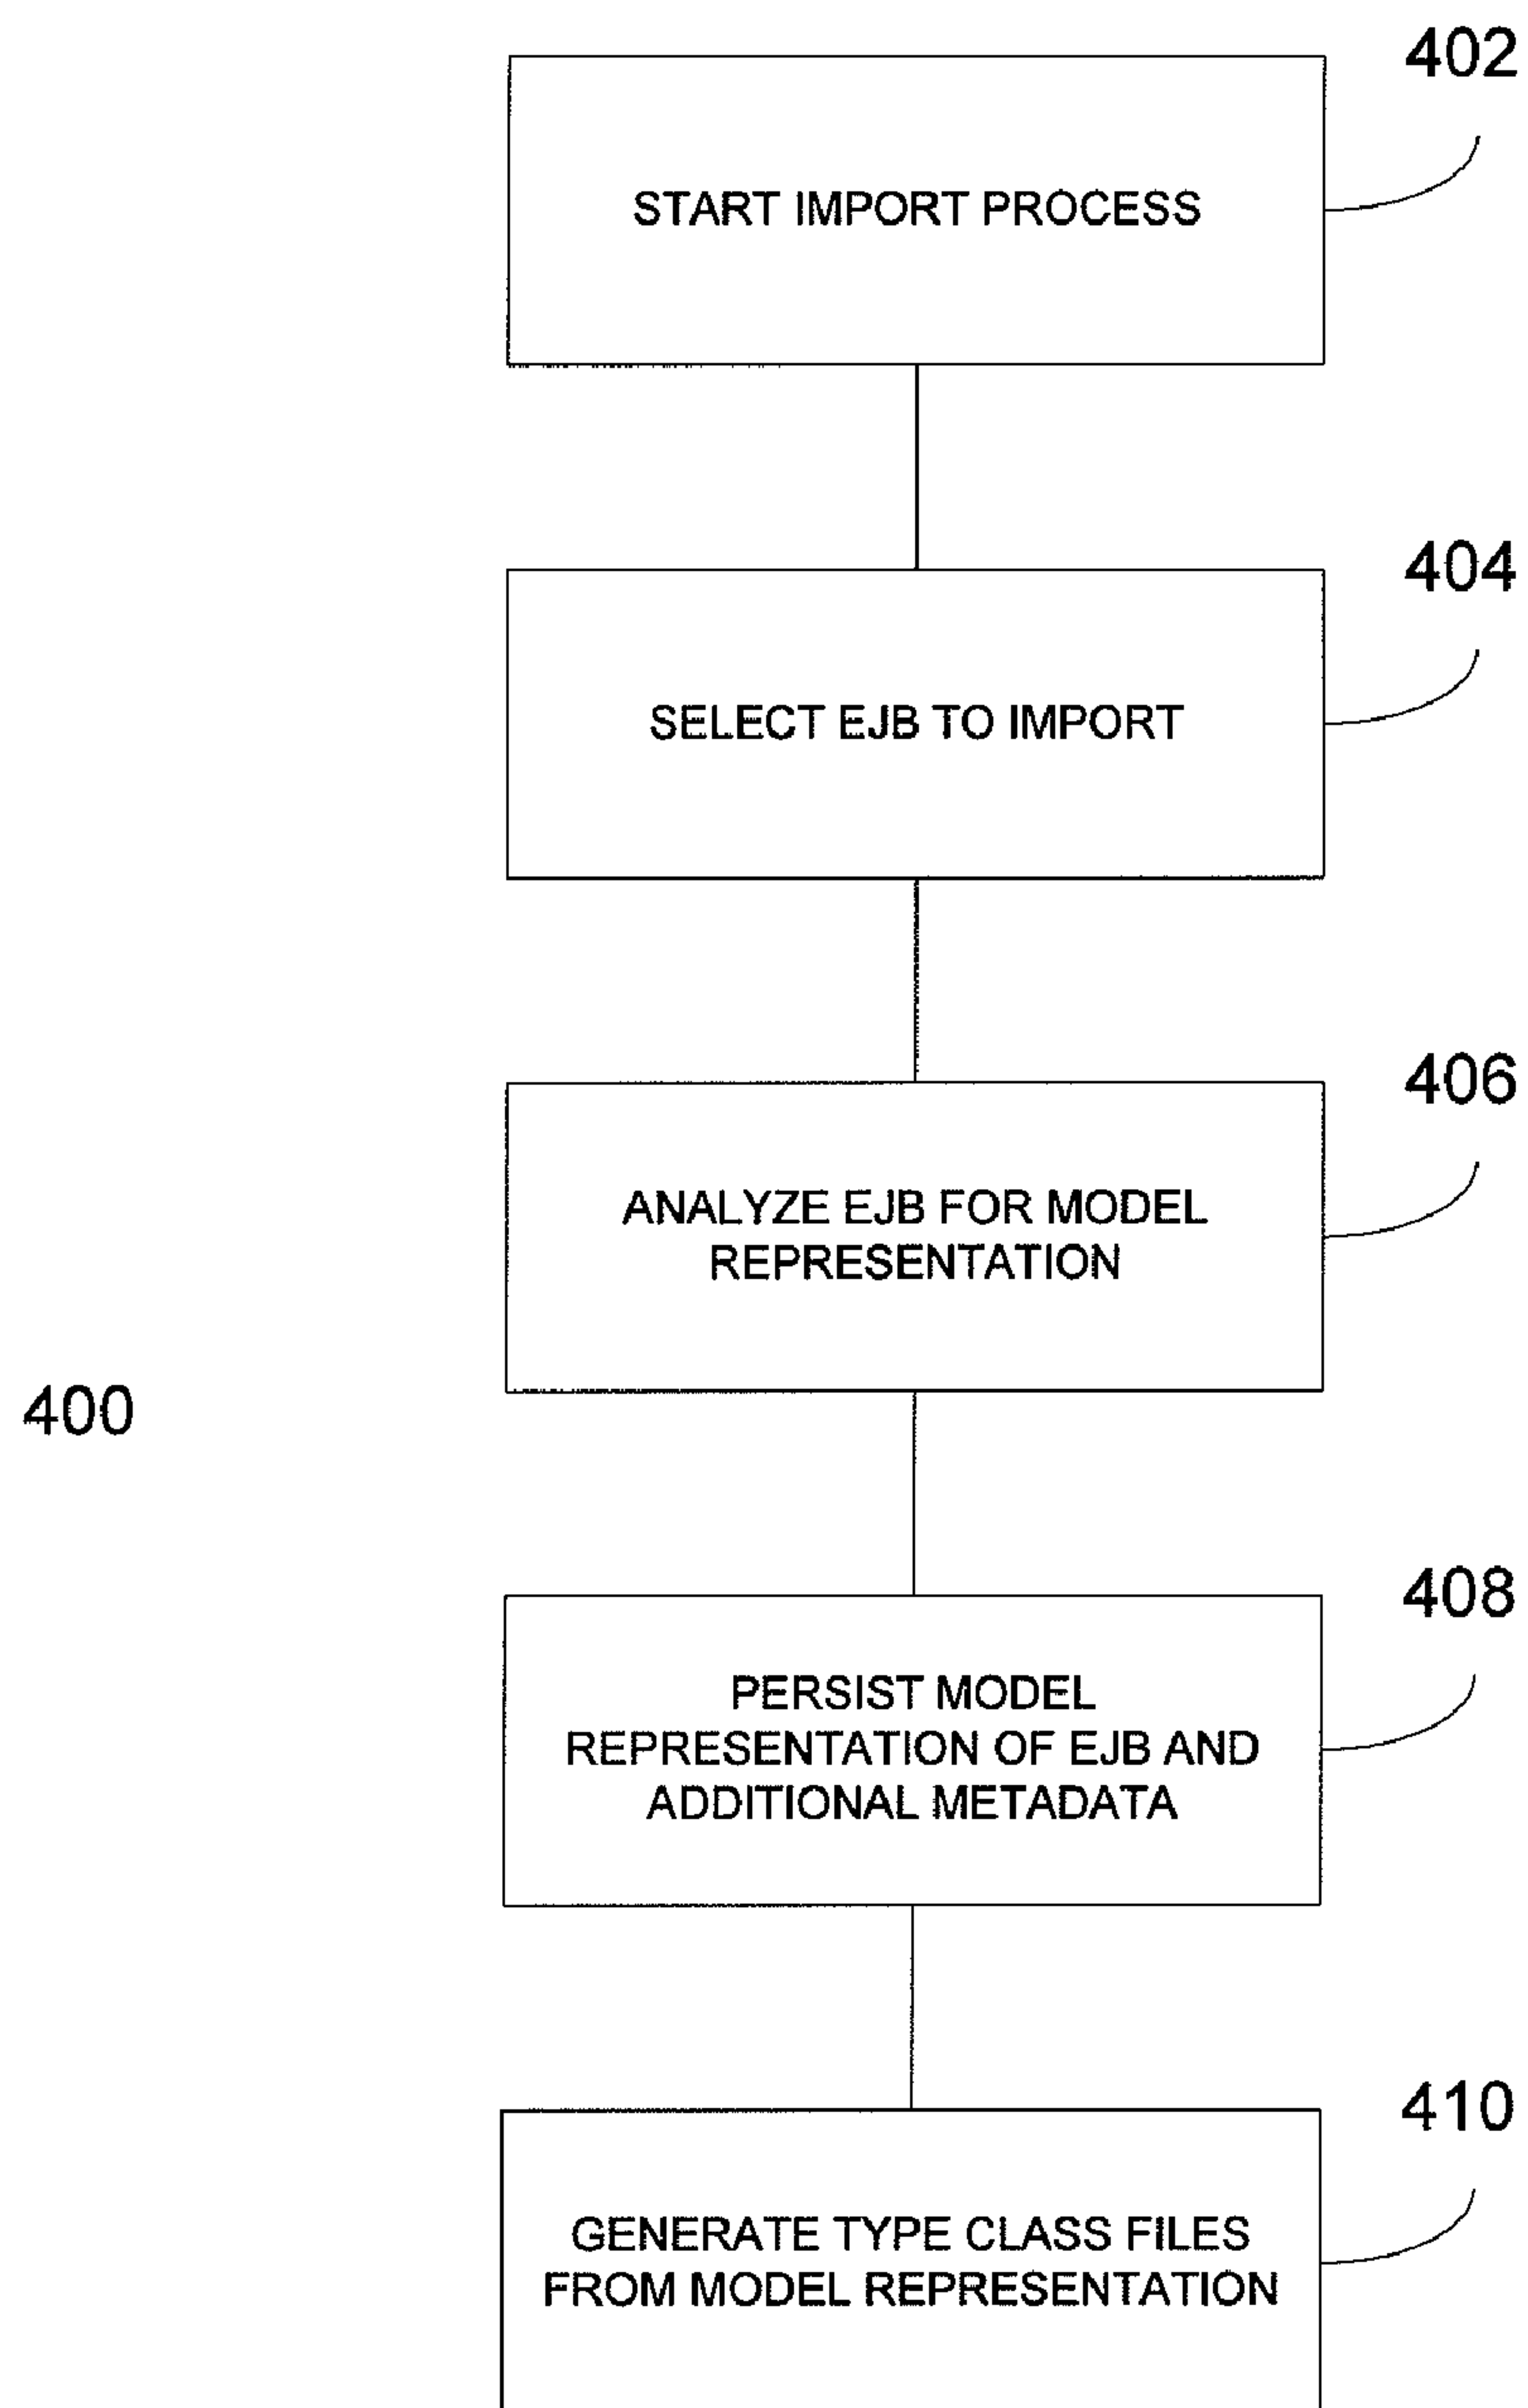 402
START IMPORT PROCESS
404
SELECT EJB TO IMPORT
406
ANALYZE EJB FOR MODEL
REPRESENTATION
400
408
PERSIST MODEL
REPRESENTATION OF EJB AND
ADDITIONAL METADATA
410
GENERATE TYPE CLASS FILES
FROM MODEL REPRESENTATION